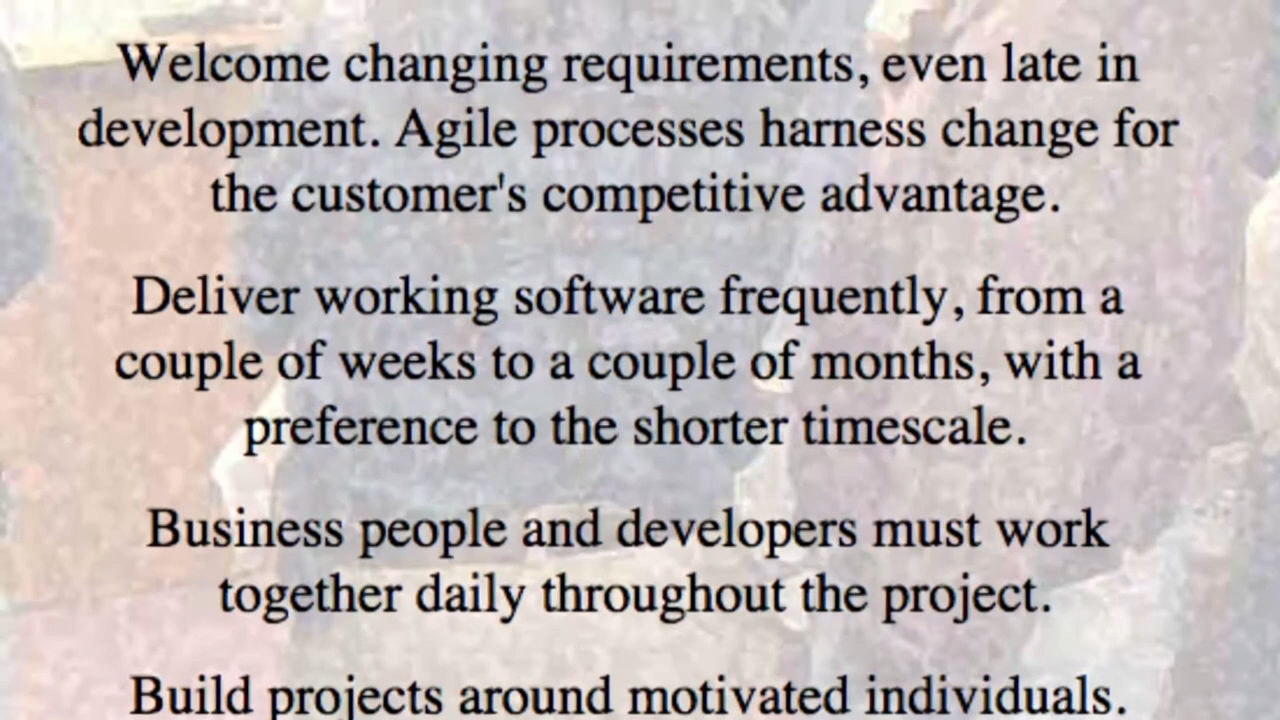 Welcome changing requirements, even late in
development. Agile processes harness change for
the customer's competitive advantage.
Deliver working software frequently, from a
couple of weeks to a couple of months, with a
preference to the shorter timescale.
Business people and developers must work
together daily throughout the project.
Build projects around motivated individuals.